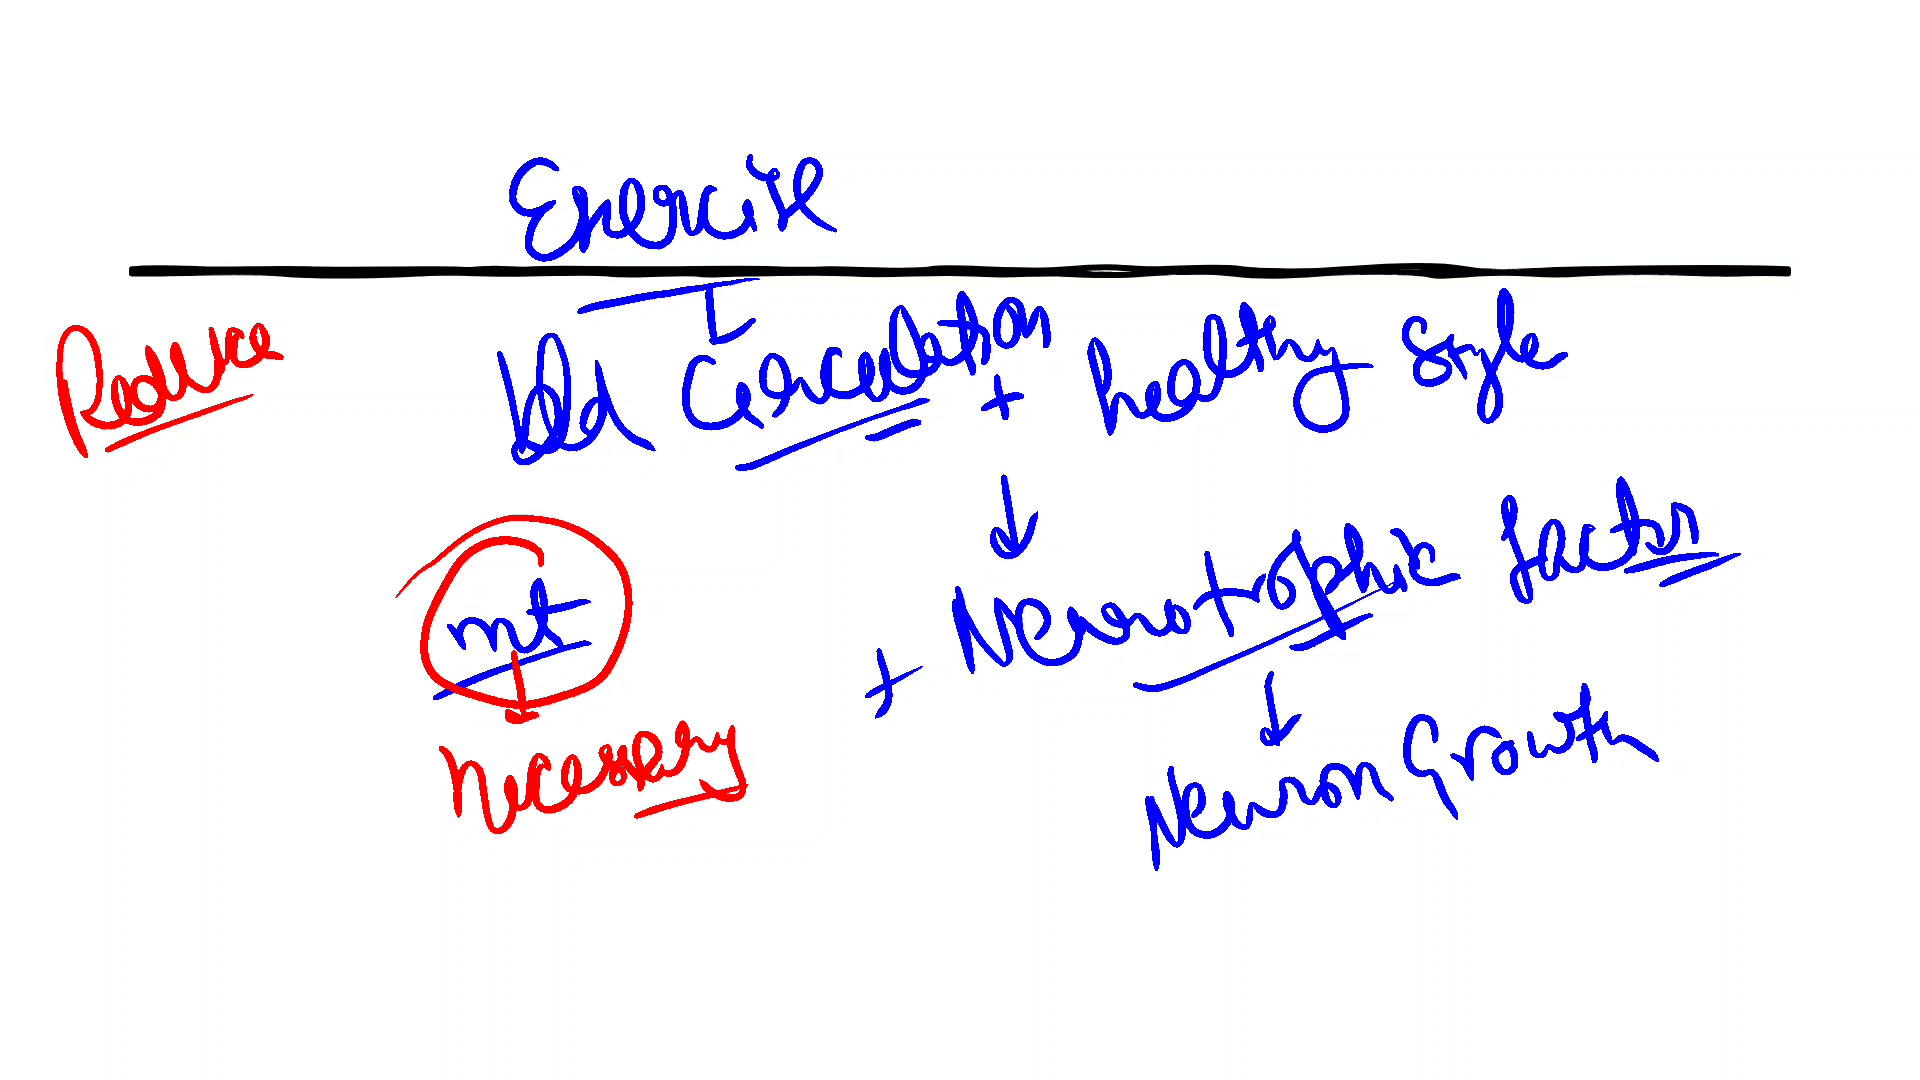 Exercise
Reduce
bld Circulation + healthy style
mt
+ Neurotrophic factor
necessary
Neuron Growth